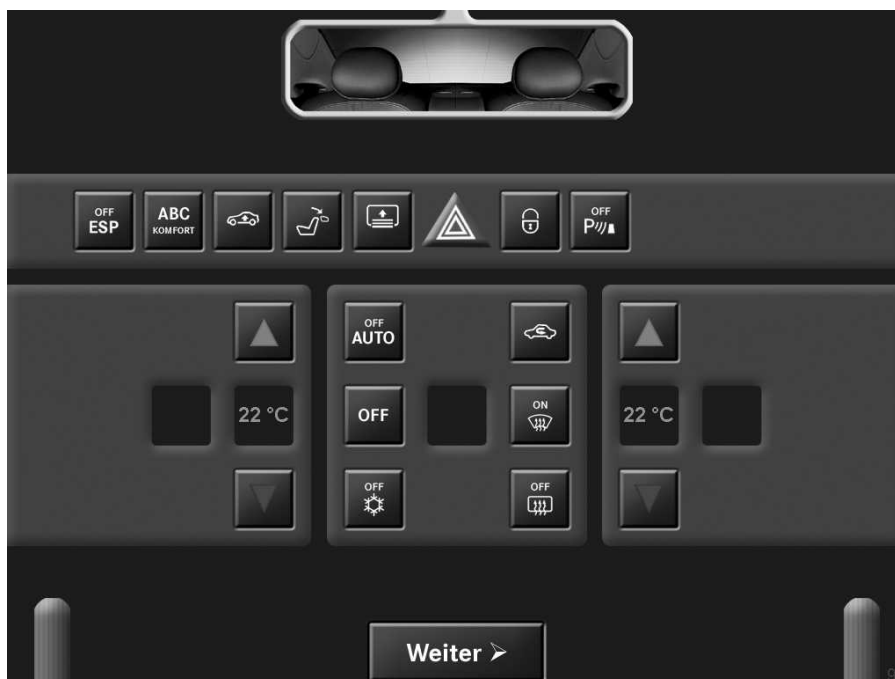 OFF
ESP
ABC
KOMFORT
OFF
P
OFF
AUTO
22 °C
OFF
ON
22 °C
OFF
OFF
Weiter